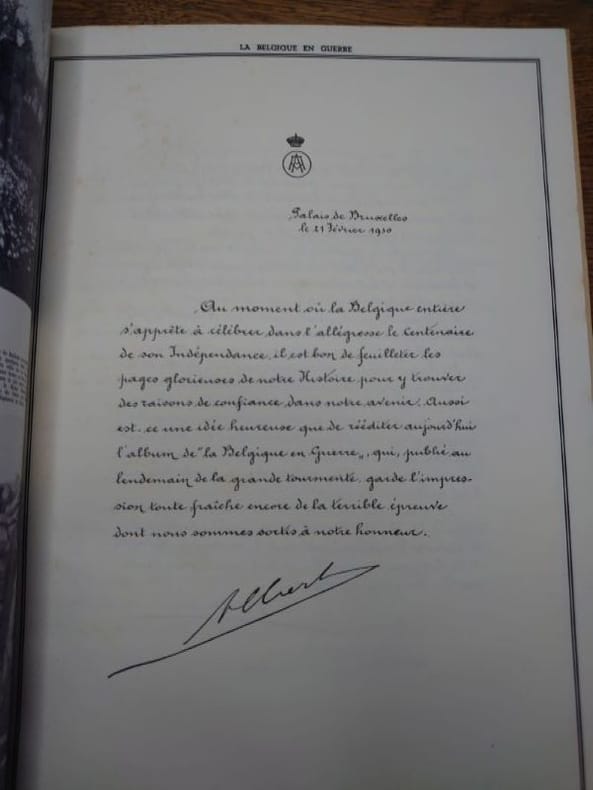 LA BELGIQUE EN GUERRE
Palais de Bruxelles
le 21 Février 1930
Au moment où la Belgique entière
s'apprête à célébrer dans l'allégresse le Centenaire
de son Indépendance, il est bon de feuilleter les
pages glorieuses de notre Histoire pour y trouver
des raisons de confiance dans notre avenir. Aussi
est-ce une idée heureuse que de rééditer aujourd'hui
l'album de "la Belgique en Guerre", qui, publié au
lendemain de la grande tourmente, garde l'impres-
sion toute fraîche encore de la terrible épreuve
dont nous sommes sortis à notre honneur.
Albert